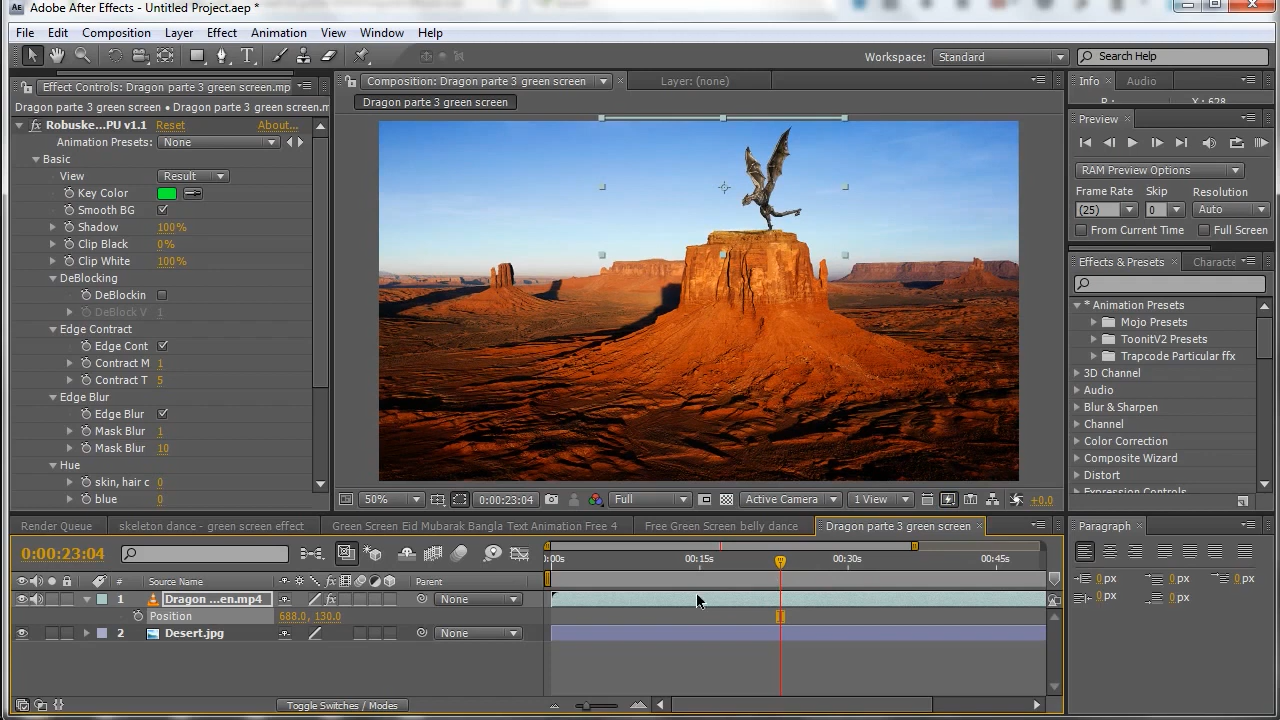 Adobe After Effects - Untitled Project.aep *
File Edit Composition Layer Effect Animation View Window Help
Workspace: Standard Search Help
Effect Controls: Dragon parte 3 green screen.mp
Dragon parte 3 green screen • Dragon parte 3 green screen.m
Robuske...PU v1.1 Reset About...
Animation Presets: None
Basic
View Result
Key Color
Smooth BG
Shadow 100%
Clip Black 0%
Clip White 100%
DeBlocking
DeBlockin
DeBlock V 1
Edge Contract
Edge Cont
Contract M 1
Contract T 5
Edge Blur
Edge Blur
Mask Blur 1
Mask Blur 10
Hue
skin, hair c 0
blue 0
Composition: Dragon parte 3 green screen Layer: (none)
Dragon parte 3 green screen
50% 0:00:23:04 Full Active Camera 1 View +0.0
Info Audio
Preview
RAM Preview Options
Frame Rate Skip Resolution
(25) 0 Auto
From Current Time Full Screen
Effects & Presets Characte
* Animation Presets
Mojo Presets
ToonitV2 Presets
Trapcode Particular ffx
3D Channel
Audio
Blur & Sharpen
Channel
Color Correction
Composite Wizard
Distort
Expression Controls
Render Queue skeleton dance - green screen effect Green Screen Eid Mubarak Bangla Text Animation Free 4 Free Green Screen belly dance Dragon parte 3 green screen
0:00:23:04
:00s 00:15s 00:30s 00:45s
# Source Name Parent
1 Dragon ...en.mp4 None
Position 688.0, 130.0
2 Desert.jpg None
Toggle Switches / Modes
Paragraph
0 px 0 px 0 px
0 px 0 px